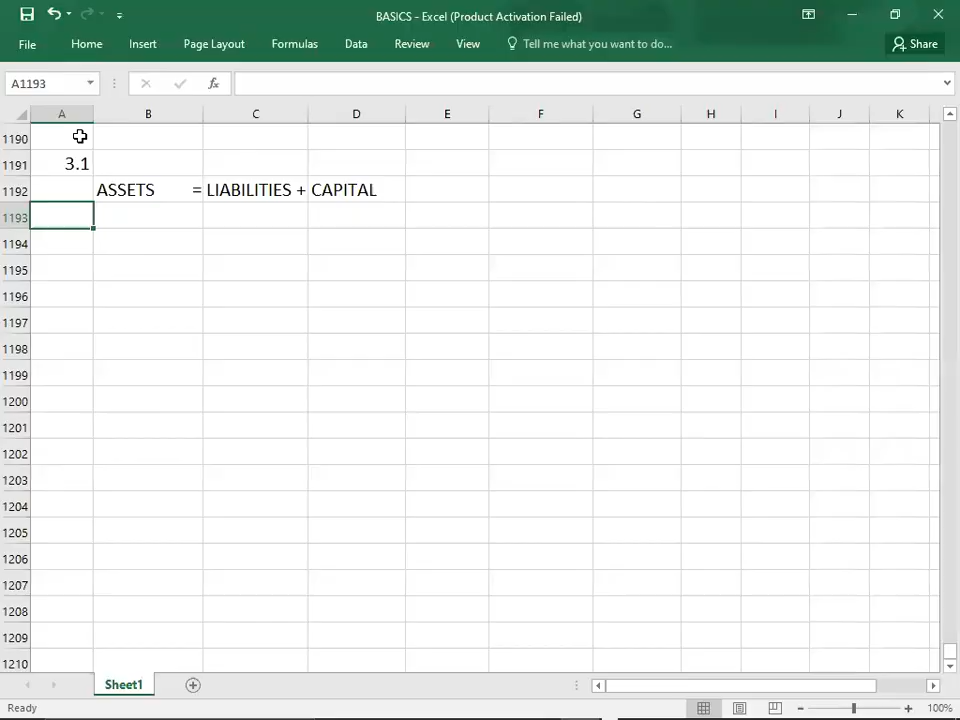 BASICS - Excel (Product Activation Failed)
File Home Insert Page Layout Formulas Data Review View Tell me what you want to do... Share
A1193 fx
A B C D E F G H I J K
1190
1191 3.1
1192 ASSETS = LIABILITIES + CAPITAL
1193
1194
1195
1196
1197
1198
1199
1200
1201
1202
1203
1204
1205
1206
1207
1208
1209
1210
Sheet1
Ready 100%